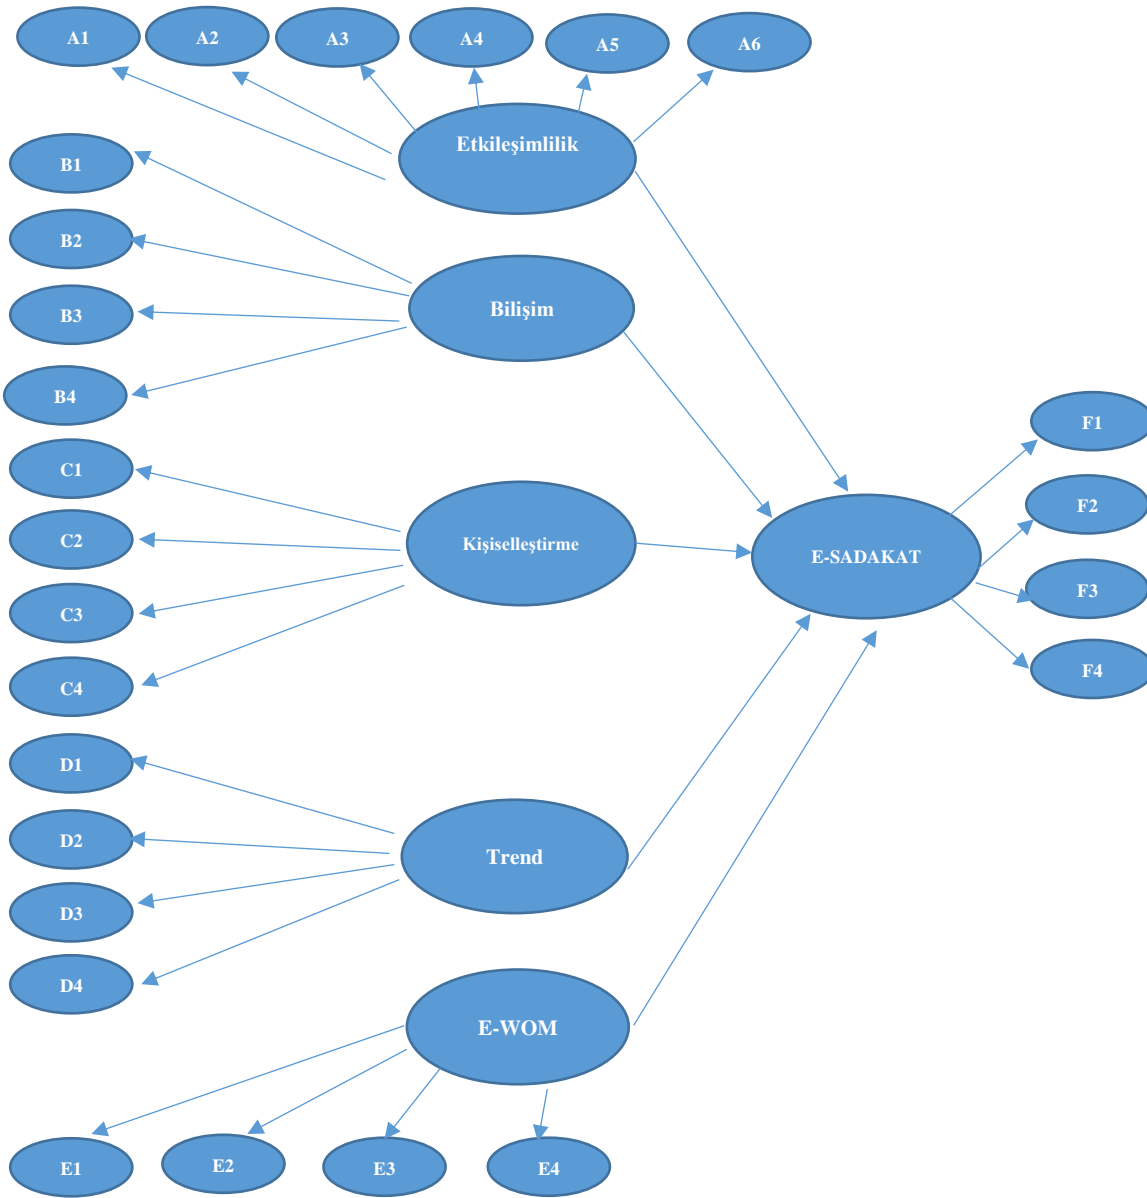 A1
A2
A3
A4
A5
A6
Etkileşimlilik
B1
B2
B3
B4
Bilişim
C1
C2
C3
C4
Kişiselleştirme
E-SADAKAT
F1
F2
F3
F4
D1
D2
D3
D4
Trend
E-WOM
E1
E2
E3
E4